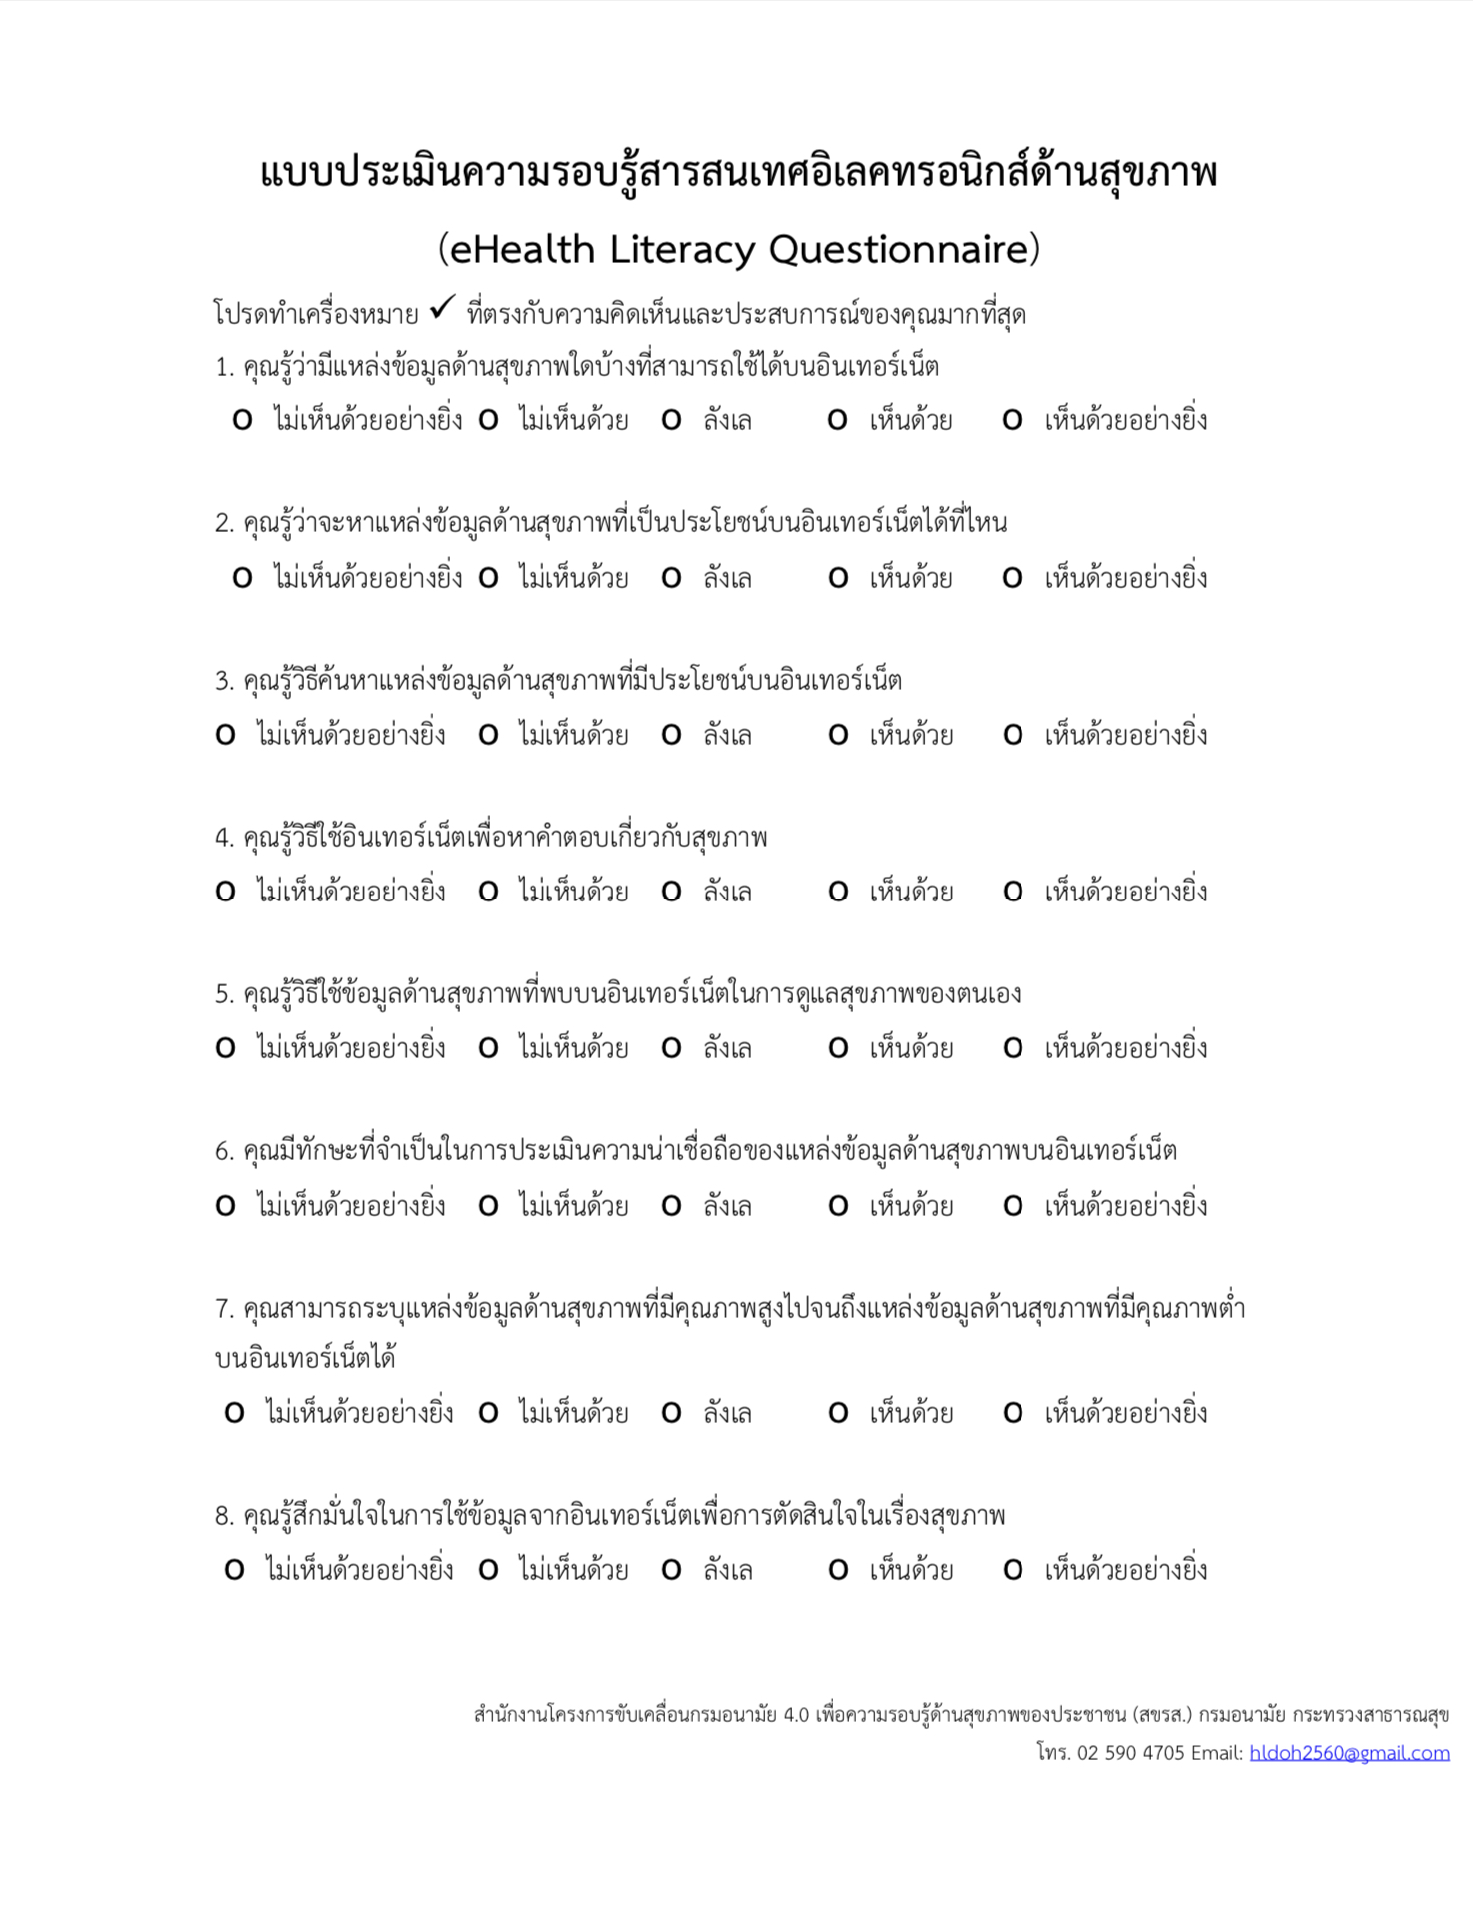 แบบประเมินความรอบรู้สารสนเทศอิเลคทรอนิกส์ด้านสุขภาพ
(eHealth Literacy Questionnaire)
โปรดทำเครื่องหมาย ✓ ที่ตรงกับความคิดเห็นและประสบการณ์ของคุณมากที่สุด
1. คุณรู้ว่ามีแหล่งข้อมูลด้านสุขภาพใดบ้างที่สามารถใช้ได้บนอินเทอร์เน็ต
O ไม่เห็นด้วยอย่างยิ่ง O ไม่เห็นด้วย O ลังเล O เห็นด้วย O เห็นด้วยอย่างยิ่ง
2. คุณรู้ว่าจะหาแหล่งข้อมูลด้านสุขภาพที่เป็นประโยชน์บนอินเทอร์เน็ตได้ที่ไหน
O ไม่เห็นด้วยอย่างยิ่ง O ไม่เห็นด้วย O ลังเล O เห็นด้วย O เห็นด้วยอย่างยิ่ง
3. คุณรู้วิธีค้นหาแหล่งข้อมูลด้านสุขภาพที่มีประโยชน์บนอินเทอร์เน็ต
O ไม่เห็นด้วยอย่างยิ่ง O ไม่เห็นด้วย O ลังเล O เห็นด้วย O เห็นด้วยอย่างยิ่ง
4. คุณรู้วิธีใช้อินเทอร์เน็ตเพื่อหาคำตอบเกี่ยวกับสุขภาพ
O ไม่เห็นด้วยอย่างยิ่ง O ไม่เห็นด้วย O ลังเล O เห็นด้วย O เห็นด้วยอย่างยิ่ง
5. คุณรู้วิธีใช้ข้อมูลด้านสุขภาพที่พบบนอินเทอร์เน็ตในการดูแลสุขภาพของตนเอง
O ไม่เห็นด้วยอย่างยิ่ง O ไม่เห็นด้วย O ลังเล O เห็นด้วย O เห็นด้วยอย่างยิ่ง
6. คุณมีทักษะที่จำเป็นในการประเมินความน่าเชื่อถือของแหล่งข้อมูลด้านสุขภาพบนอินเทอร์เน็ต
O ไม่เห็นด้วยอย่างยิ่ง O ไม่เห็นด้วย O ลังเล O เห็นด้วย O เห็นด้วยอย่างยิ่ง
7. คุณสามารถระบุแหล่งข้อมูลด้านสุขภาพที่มีคุณภาพสูงไปจนถึงแหล่งข้อมูลด้านสุขภาพที่มีคุณภาพต่ำ
บนอินเทอร์เน็ตได้
O ไม่เห็นด้วยอย่างยิ่ง O ไม่เห็นด้วย O ลังเล O เห็นด้วย O เห็นด้วยอย่างยิ่ง
8. คุณรู้สึกมั่นใจในการใช้ข้อมูลจากอินเทอร์เน็ตเพื่อการตัดสินใจในเรื่องสุขภาพ
O ไม่เห็นด้วยอย่างยิ่ง O ไม่เห็นด้วย O ลังเล O เห็นด้วย O เห็นด้วยอย่างยิ่ง
สำนักงานโครงการขับเคลื่อนกรมอนามัย 4.0 เพื่อความรอบรู้ด้านสุขภาพของประชาชน (สขรส.) กรมอนามัย กระทรวงสาธารณสุข
โทร. 02 590 4705 Email: hldoh2560@gmail.com